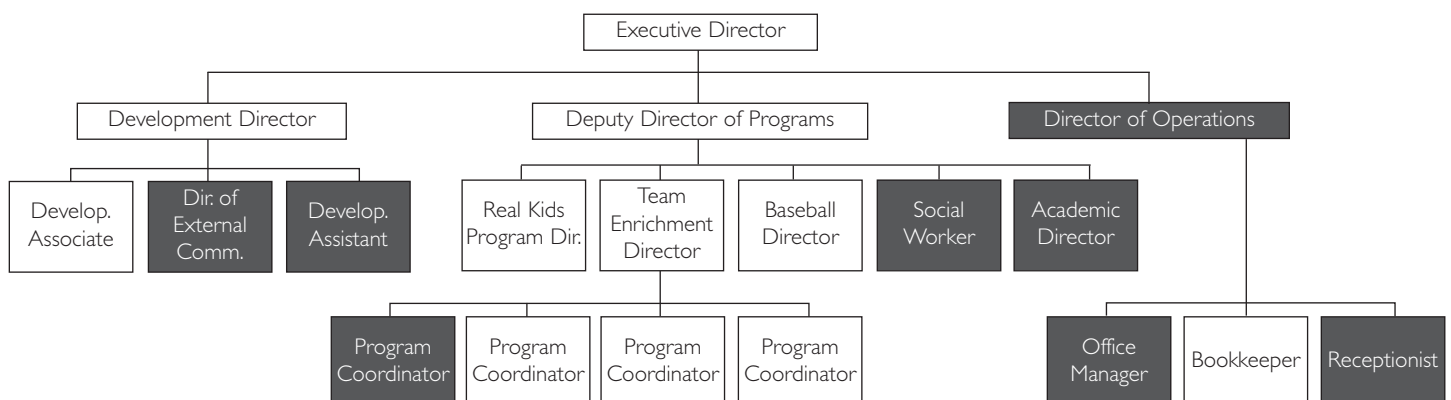 Executive Director
Development Director
Deputy Director of Programs
Director of Operations
Develop.
Associate
Dir. of
External
Comm.
Develop.
Assistant
Real Kids
Program Dir.
Team
Enrichment
Director
Baseball
Director
Social
Worker
Academic
Director
Program
Coordinator
Program
Coordinator
Program
Coordinator
Program
Coordinator
Office
Manager
Bookkeeper
Receptionist